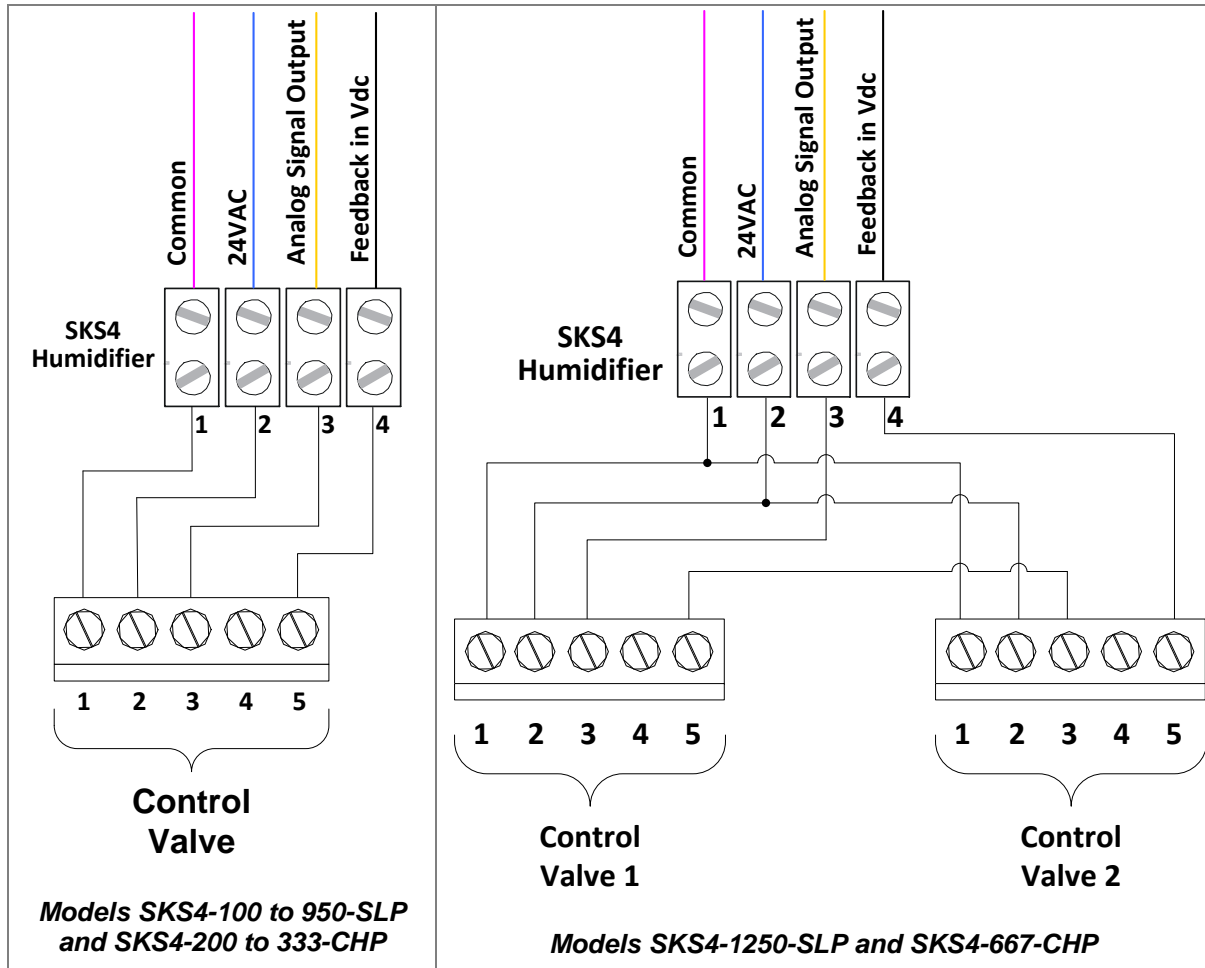 Common
24VAC
Analog Signal Output
Feedback in Vdc
SKS4
Humidifier
1 2 3 4
1 2 3 4 5
Control
Valve
Models SKS4-100 to 950-SLP
and SKS4-200 to 333-CHP
Common
24VAC
Analog Signal Output
Feedback in Vdc
SKS4
Humidifier
1 2 3 4
1 2 3 4 5
Control
Valve 1
1 2 3 4 5
Control
Valve 2
Models SKS4-1250-SLP and SKS4-667-CHP